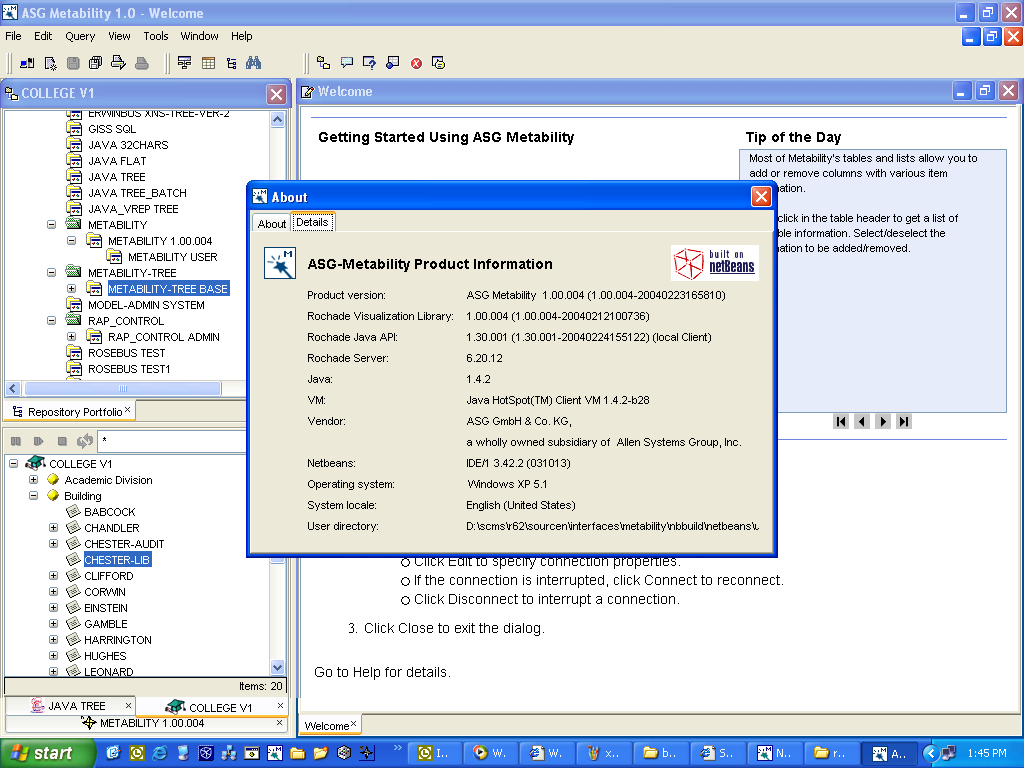 ASG Metability 1.0 - Welcome
File Edit Query View Tools Window Help
COLLEGE V1
ERWINBUS XNS-TREE-VER-2
GISS SQL
JAVA 32CHARS
JAVA FLAT
JAVA TREE
JAVA TREE_BATCH
JAVA_VREP TREE
METABILITY
METABILITY 1.00.004
METABILITY USER
METABILITY-TREE
METABILITY-TREE BASE
MODEL-ADMIN SYSTEM
RAP_CONTROL
RAP_CONTROL ADMIN
ROSEBUS TEST
ROSEBUS TEST1
Repository Portfolio
*
COLLEGE V1
Academic Division
Building
BABCOCK
CHANDLER
CHESTER-AUDIT
CHESTER-LIB
CLIFFORD
CORWIN
EINSTEIN
GAMBLE
HARRINGTON
HUGHES
LEONARD
Items: 20
JAVA TREE
COLLEGE V1
METABILITY 1.00.004
Welcome
Getting Started Using ASG Metability
Tip of the Day
Most of Metability's tables and lists allow you to
add or remove columns with various item
click in the table header to get a list of
information. Select/deselect the
to be added/removed.
About
About Details
M
ASG-Metability Product Information
built on
netBeans
Product version: ASG Metability 1.00.004 (1.00.004-20040223165810)
Rochade Visualization Library: 1.00.004 (1.00.004-20040212100736)
Rochade Java API: 1.30.001 (1.30.001-20040224155122) (local Client)
Rochade Server: 6.20.12
Java: 1.4.2
VM: Java HotSpot(TM) Client VM 1.4.2-b28
Vendor: ASG GmbH & Co. KG,
a wholly owned subsidiary of Allen Systems Group, Inc.
Netbeans: IDE/1 3.42.2 (031013)
Operating system: Windows XP 5.1
System locale: English (United States)
User directory: D:\scms\r62\sourcen\interfaces\metability\nbbuild\netbeans\
Click Edit to specify connection properties.
If the connection is interrupted, click Connect to reconnect.
Click Disconnect to interrupt a connection.
3. Click Close to exit the dialog.
Go to Help for details.
Welcome
start
I...
W...
W...
x...
b...
S...
N...
r...
A...
1:45 PM